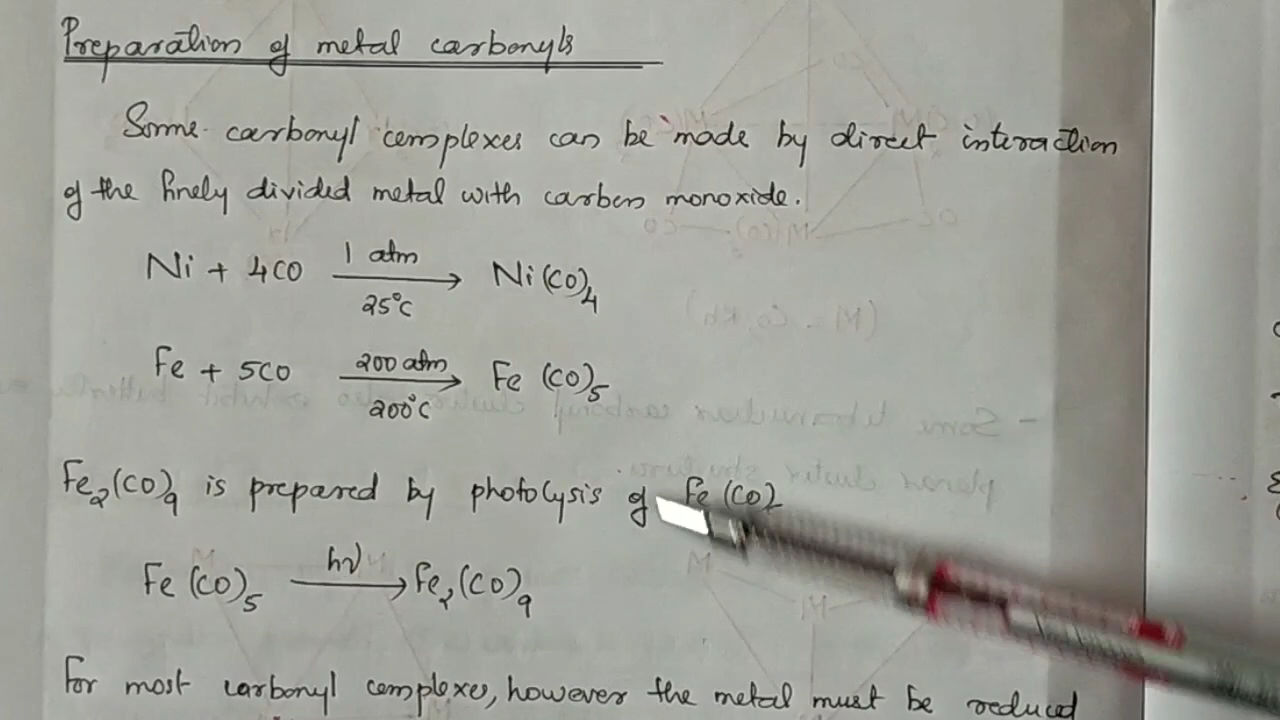 Preparation of metal carbonyls
Some carbonyl complexes can be made by direct interaction
of the finely divided metal with carbon monoxide.
Ni + 4CO 1 atm → 25°C Ni(CO)4
Fe + 5CO 200 atm → 200°C Fe (CO)5
Fe2(CO)9 is prepared by photolysis of Fe (CO)
Fe (CO)5 hν → Fe2(CO)9
For most carbonyl complexes, however the metal must be reduced